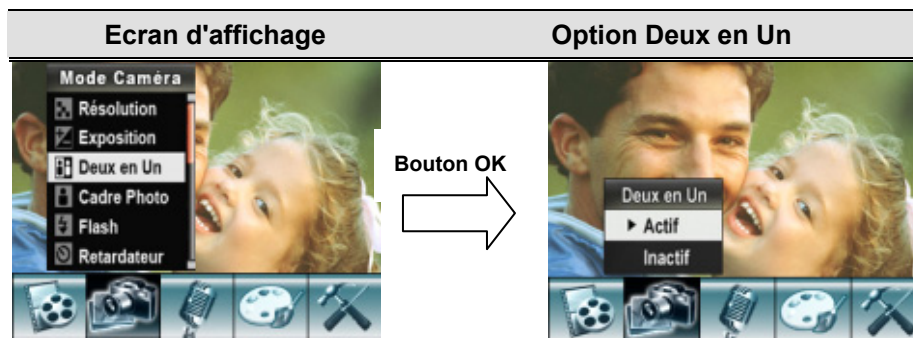 Ecran d'affichage
Option Deux en Un
Mode Caméra
Résolution
Exposition
Deux en Un
Cadre Photo
Flash
Retardateur
Bouton OK
Deux en Un
Actif
Inactif